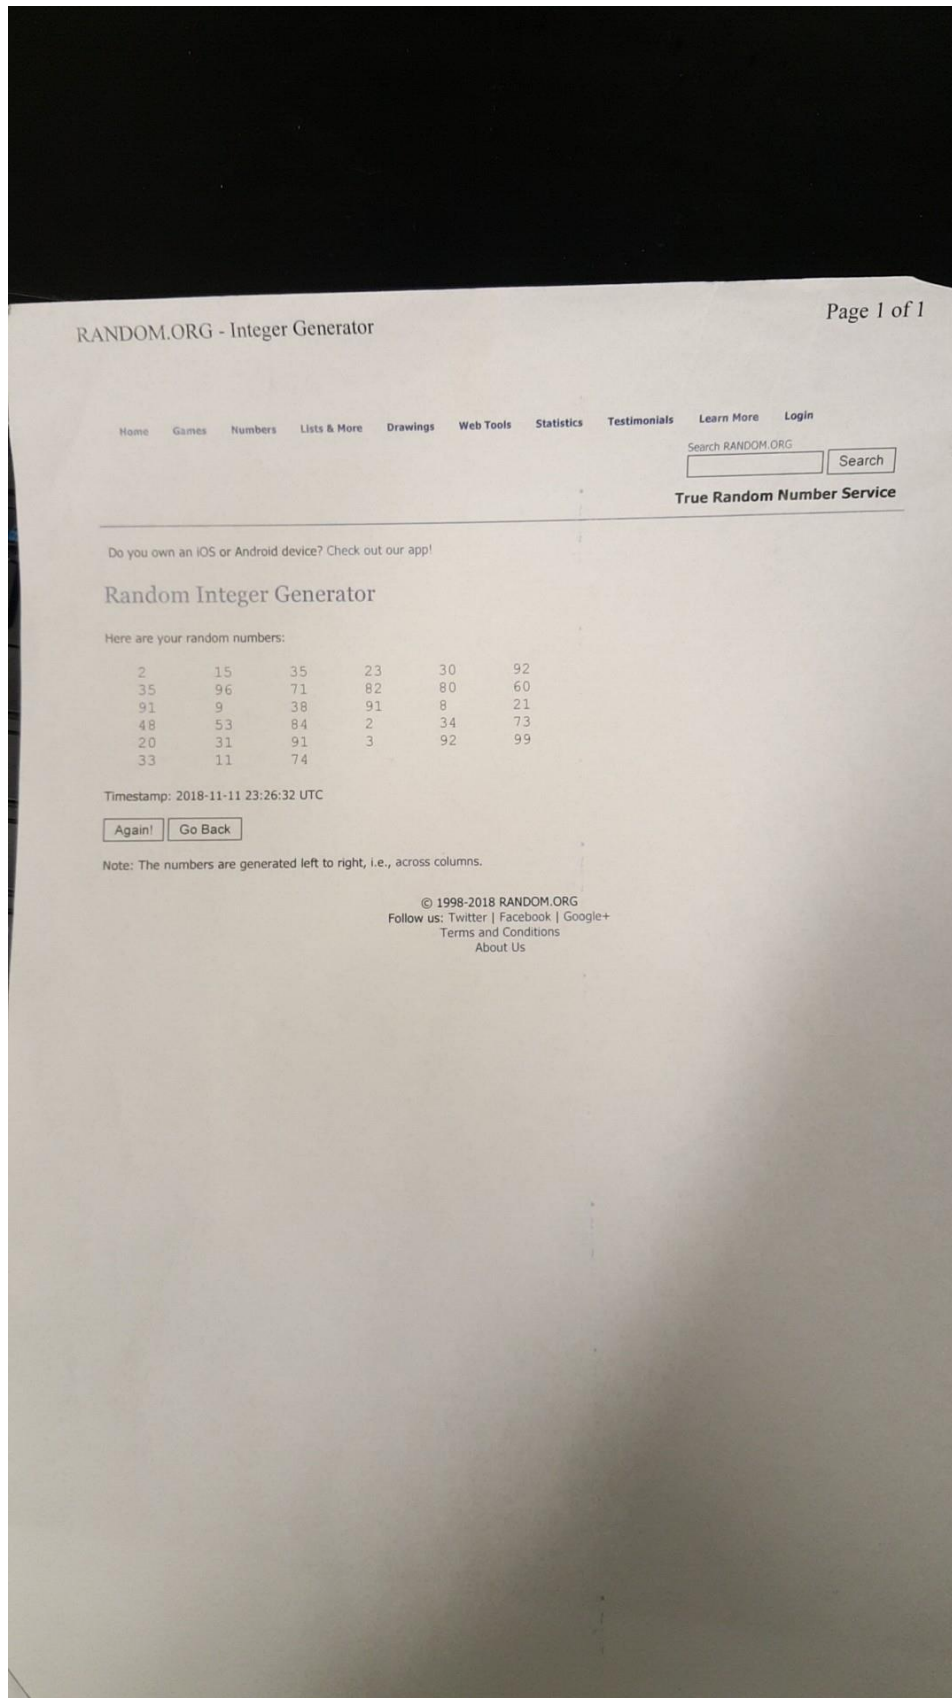 RANDOM.ORG - Integer Generator Page 1 of 1
Home Games Numbers Lists & More Drawings Web Tools Statistics Testimonials Learn More Login
Search RANDOM.ORG
Search
True Random Number Service
Do you own an iOS or Android device? Check out our app!
Random Integer Generator
Here are your random numbers:
2 15 35 23 30 92
35 96 71 82 80 60
91 9 38 91 8 21
48 53 84 2 34 73
20 31 91 3 92 99
33 11 74
Timestamp: 2018-11-11 23:26:32 UTC
Again! Go Back
Note: The numbers are generated left to right, i.e., across columns.
© 1998-2018 RANDOM.ORG
Follow us: Twitter | Facebook | Google+
Terms and Conditions
About Us